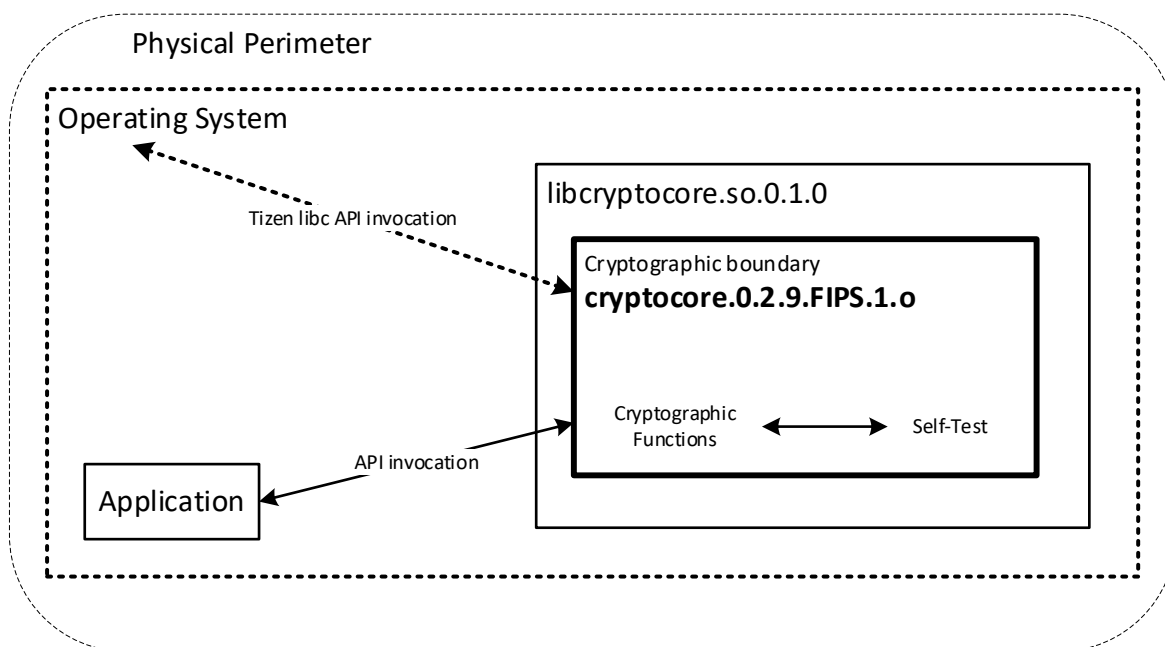 Physical Perimeter
Operating System
libcryptocore.so.0.1.0
Tizen libc API invocation
Cryptographic boundary
cryptocore.0.2.9.FIPS.1.o
Cryptographic
Functions
Self-Test
API invocation
Application